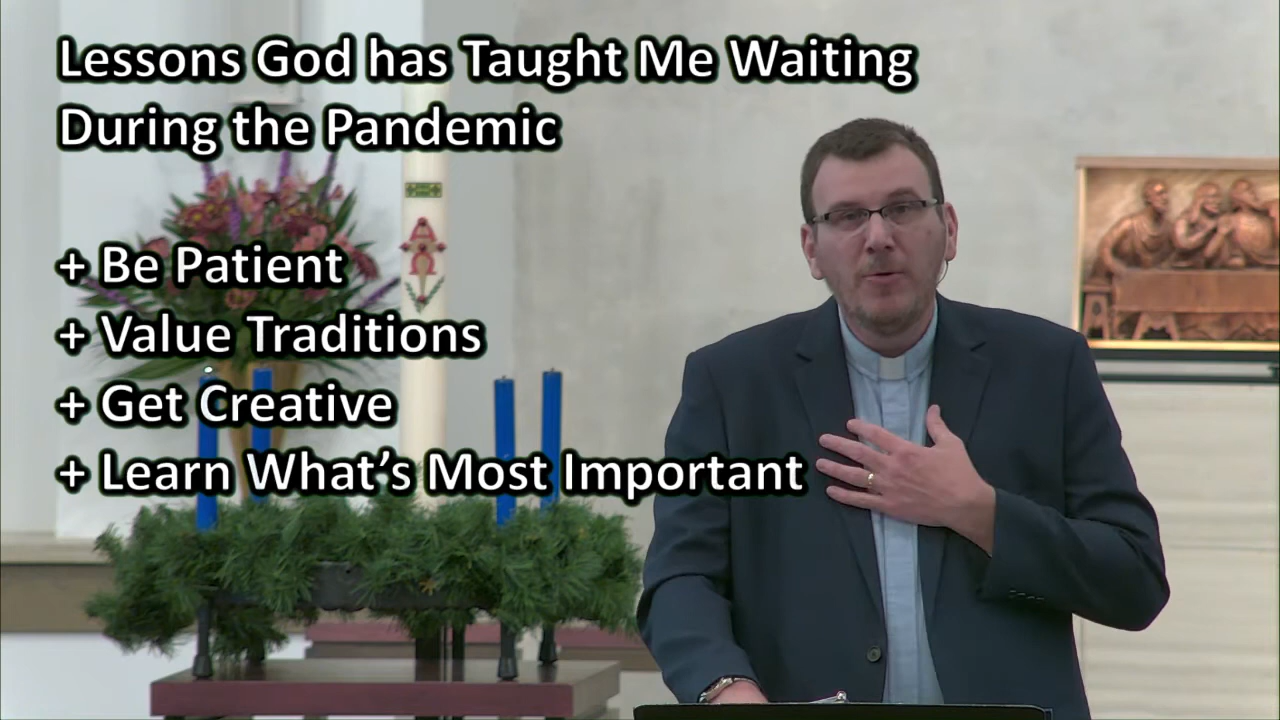 Lessons God has Taught Me Waiting
During the Pandemic
+ Be Patient
+ Value Traditions
+ Get Creative
+ Learn What’s Most Important